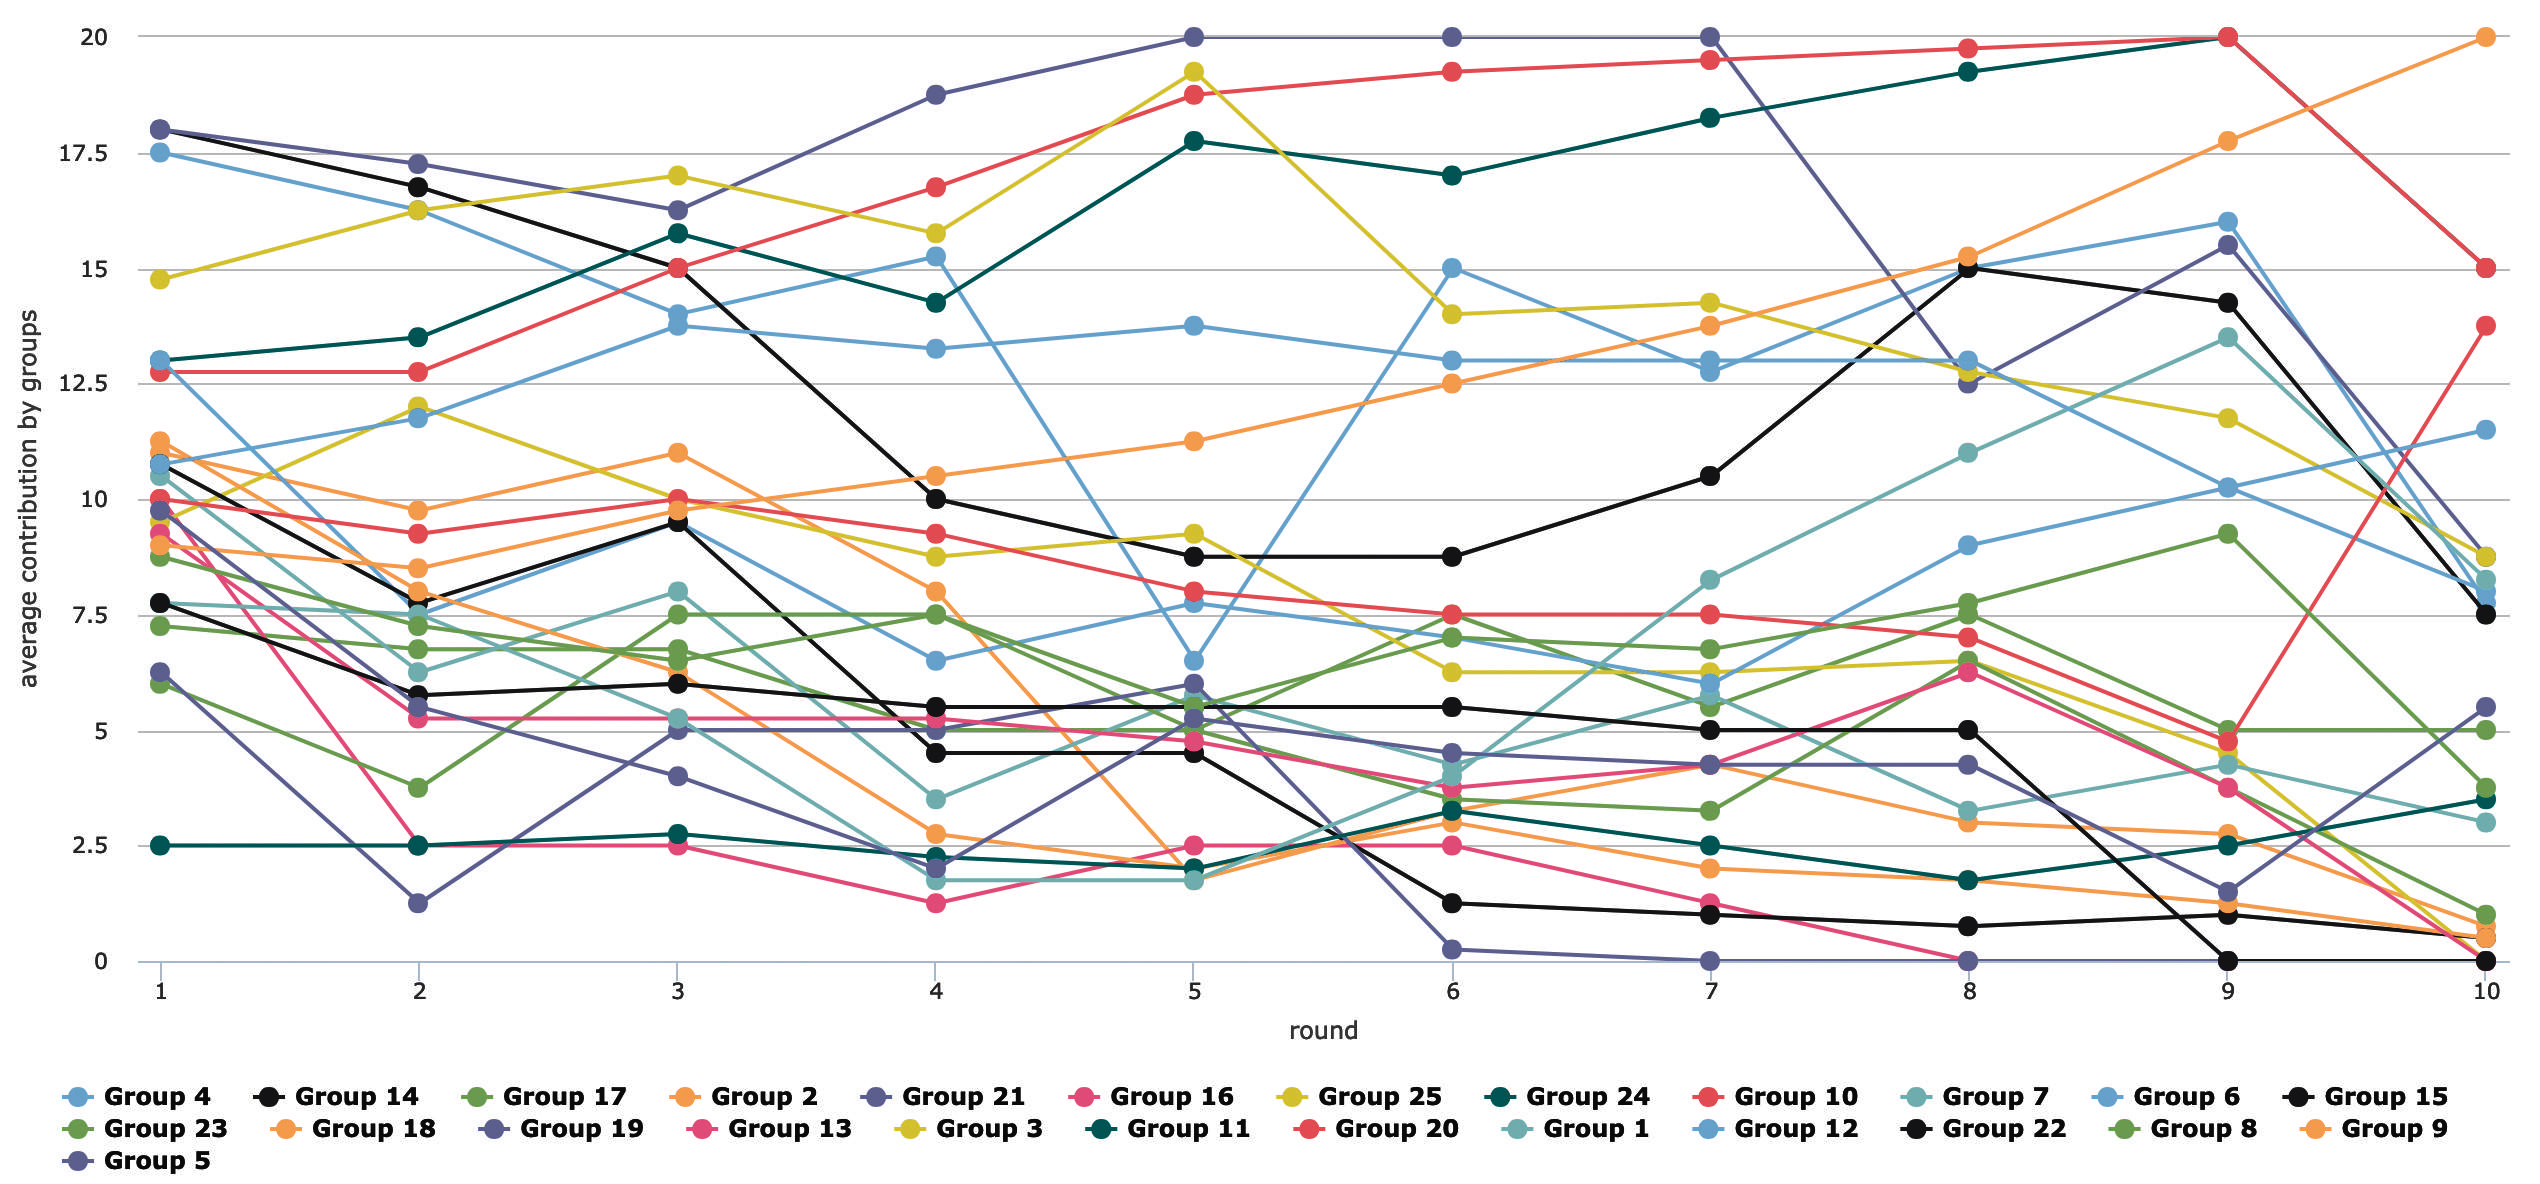 20
17.5
15
12.5
10
7.5
5
2.5
0
average contribution by groups
1 2 3 4 5 6 7 8 9 10
round
Group 4 Group 14 Group 17 Group 2 Group 21 Group 16 Group 25 Group 24 Group 10 Group 7 Group 6 Group 15
Group 23 Group 18 Group 19 Group 13 Group 3 Group 11 Group 20 Group 1 Group 12 Group 22 Group 8 Group 9
Group 5